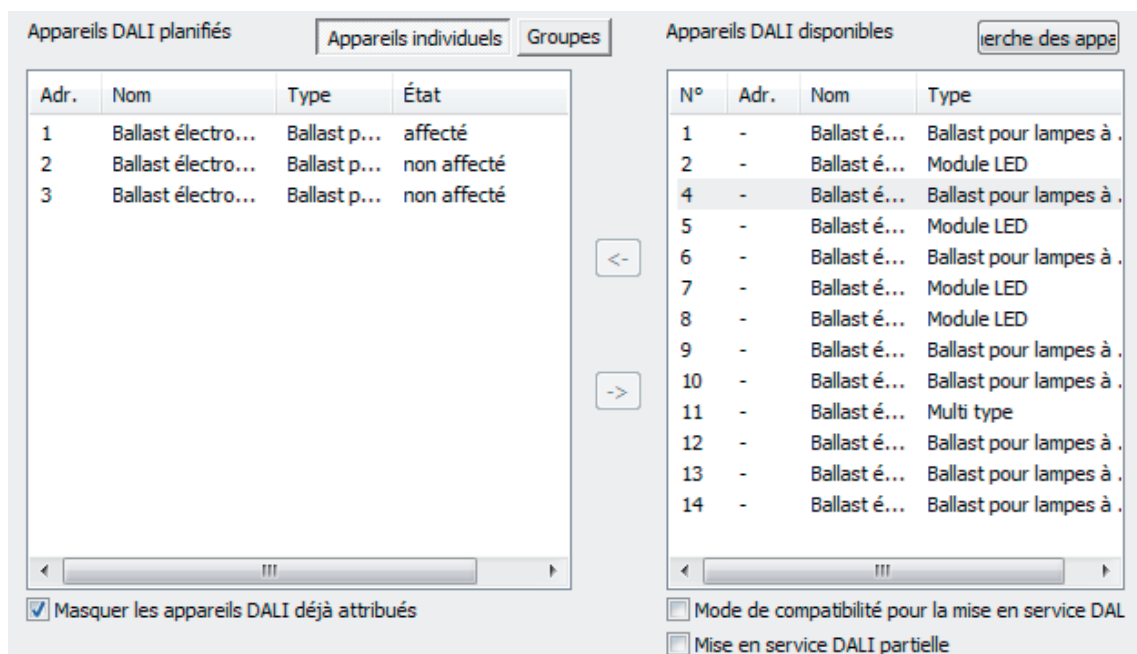 Appareils DALI planifiés
Appareils individuels
Groupes
Appareils DALI disponibles
ierche des appa
Adr. Nom Type État
1 Ballast électro... Ballast p... affecté
2 Ballast électro... Ballast p... non affecté
3 Ballast électro... Ballast p... non affecté
<-
->
N° Adr. Nom Type
1 - Ballast é... Ballast pour lampes à .
2 - Ballast é... Module LED
4 - Ballast é... Ballast pour lampes à .
5 - Ballast é... Module LED
6 - Ballast é... Ballast pour lampes à .
7 - Ballast é... Module LED
8 - Ballast é... Module LED
9 - Ballast é... Ballast pour lampes à .
10 - Ballast é... Ballast pour lampes à .
11 - Ballast é... Multi type
12 - Ballast é... Ballast pour lampes à .
13 - Ballast é... Ballast pour lampes à .
14 - Ballast é... Ballast pour lampes à .
Masquer les appareils DALI déjà attribués
Mode de compatibilité pour la mise en service DAL
Mise en service DALI partielle